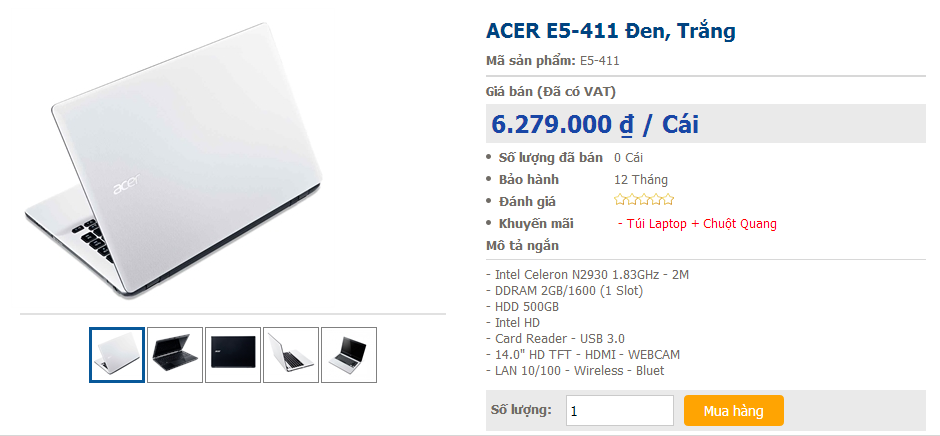 acer
ACER E5-411 Đen, Trắng
Mã sản phẩm: E5-411
Giá bán (Đã có VAT)
6.279.000 ₫ / Cái
Số lượng đã bán 0 Cái
Bảo hành 12 Tháng
Đánh giá
Khuyến mãi - Túi Laptop + Chuột Quang
Mô tả ngắn
- Intel Celeron N2930 1.83GHz - 2M
- DDRAM 2GB/1600 (1 Slot)
- HDD 500GB
- Intel HD
- Card Reader - USB 3.0
- 14.0" HD TFT - HDMI - WEBCAM
- LAN 10/100 - Wireless - Bluet
Số lượng: 1 Mua hàng